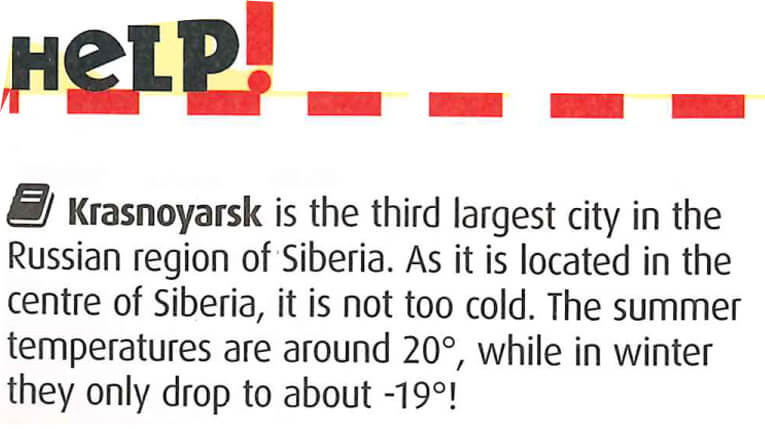 HeLP!
Krasnoyarsk is the third largest city in the
Russian region of Siberia. As it is located in the
centre of Siberia, it is not too cold. The summer
temperatures are around 20°, while in winter
they only drop to about -19°!